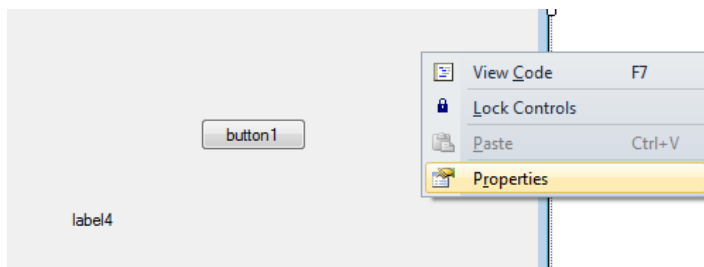 View Code F7
Lock Controls
button1
Paste Ctrl+V
Properties
label4